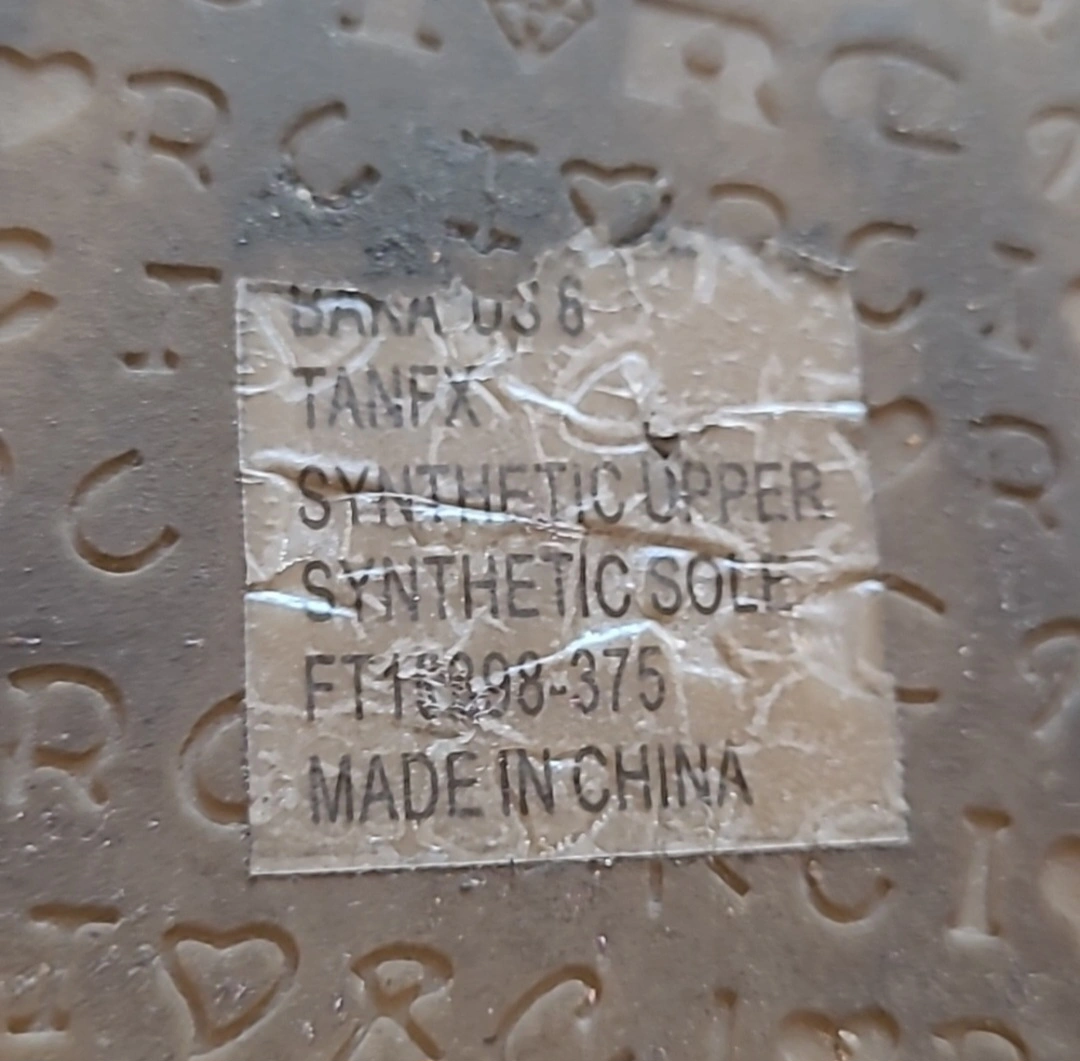 US 6
TANFX
SYNTHETIC UPPER
SYNTHETIC SOLE
MADE IN CHINA